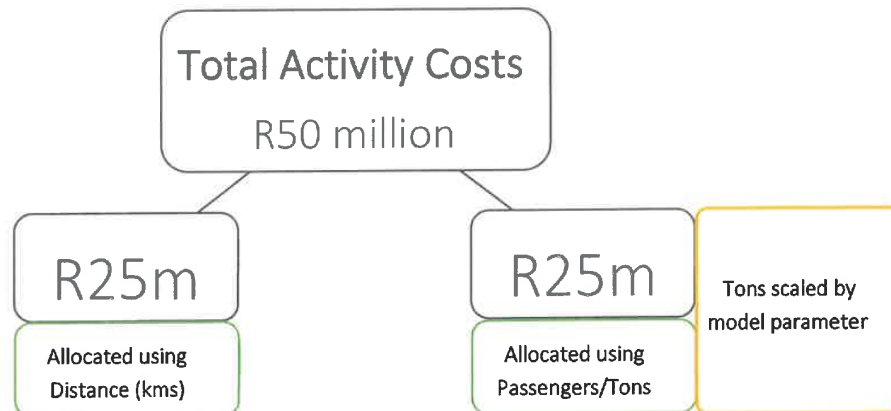 Total Activity Costs
R50 million
R25m
Allocated using
Distance (kms)
R25m
Allocated using
Passengers/Tons
Tons scaled by
model parameter